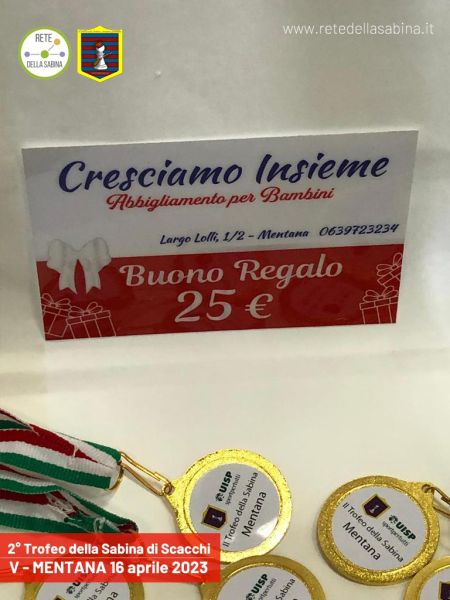 RETE
DELLA SABINA
www.retedellasabina.it
Cresciamo Insieme
Abbigliamento per Bambini
Largo Lolli, 1/2 - Mentana 0639723234
Buono Regalo
25 €
UISP
sportpertutti
II Trofeo della Sabina
Mentana
UISP
sportpertutti
II Trofeo della Sabina
Mentana
UISP
2° Trofeo della Sabina di Scacchi
V - MENTANA 16 aprile 2023